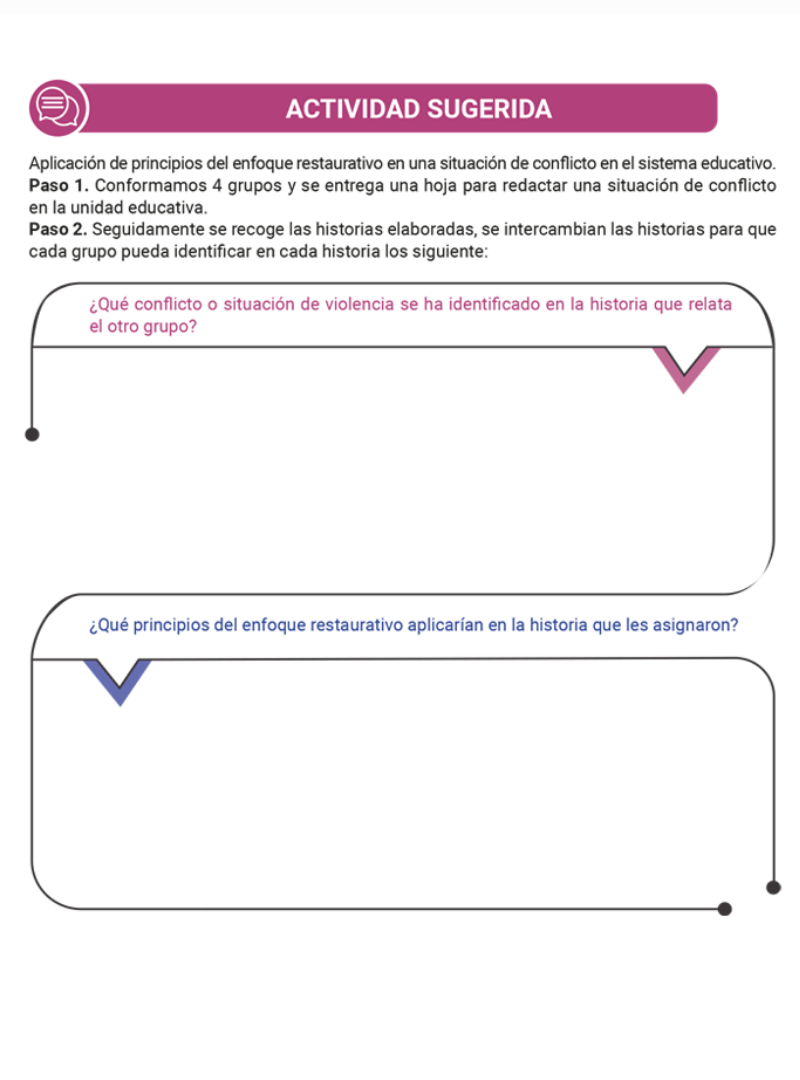 ACTIVIDAD SUGERIDA
Aplicación de principios del enfoque restaurativo en una situación de conflicto en el sistema educativo.
Paso 1. Conformamos 4 grupos y se entrega una hoja para redactar una situación de conflicto
en la unidad educativa.
Paso 2. Seguidamente se recoge las historias elaboradas, se intercambian las historias para que
cada grupo pueda identificar en cada historia los siguiente:
¿Qué conflicto o situación de violencia se ha identificado en la historia que relata
el otro grupo?
¿Qué principios del enfoque restaurativo aplicarían en la historia que les asignaron?